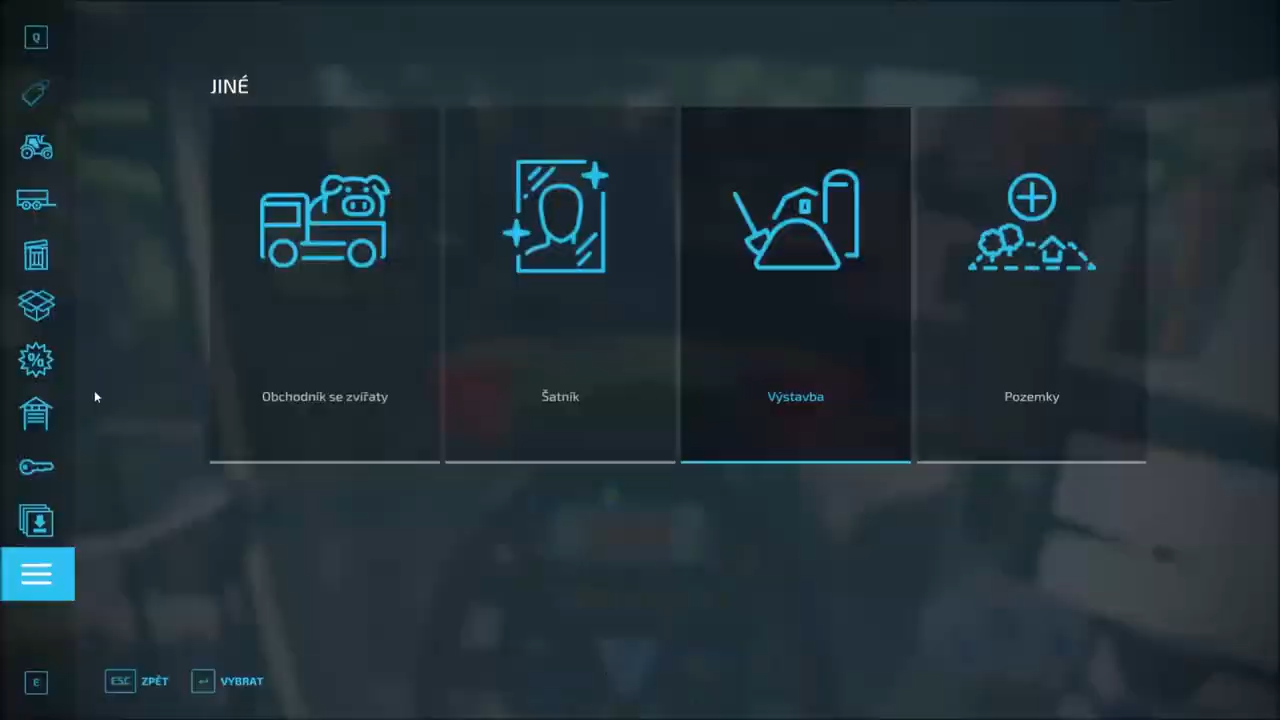 Q
JINÉ
%
Obchodník se zvířaty
Šatník
Výstavba
Pozemky
E
ESC ZPĚT
VYBRAT